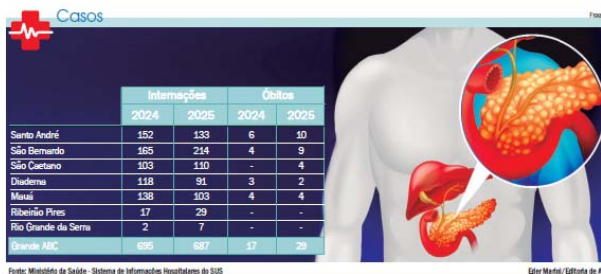 Casos
Internações Óbitos
2024 2025 2024 2025
Santo André 152 133 6 10
São Bernardo 165 214 4 9
São Caetano 103 110 - 4
Diadema 118 91 3 2
Mauá 138 103 4 4
Ribeirão Pires 17 29 - -
Rio Grande da Serra 2 7 - -
Grande ABC 695 687 17 29
Fonte: Ministério da Saúde - Sistema de Informações Hospitalares do SUS
Eder Marini/Editoria de A